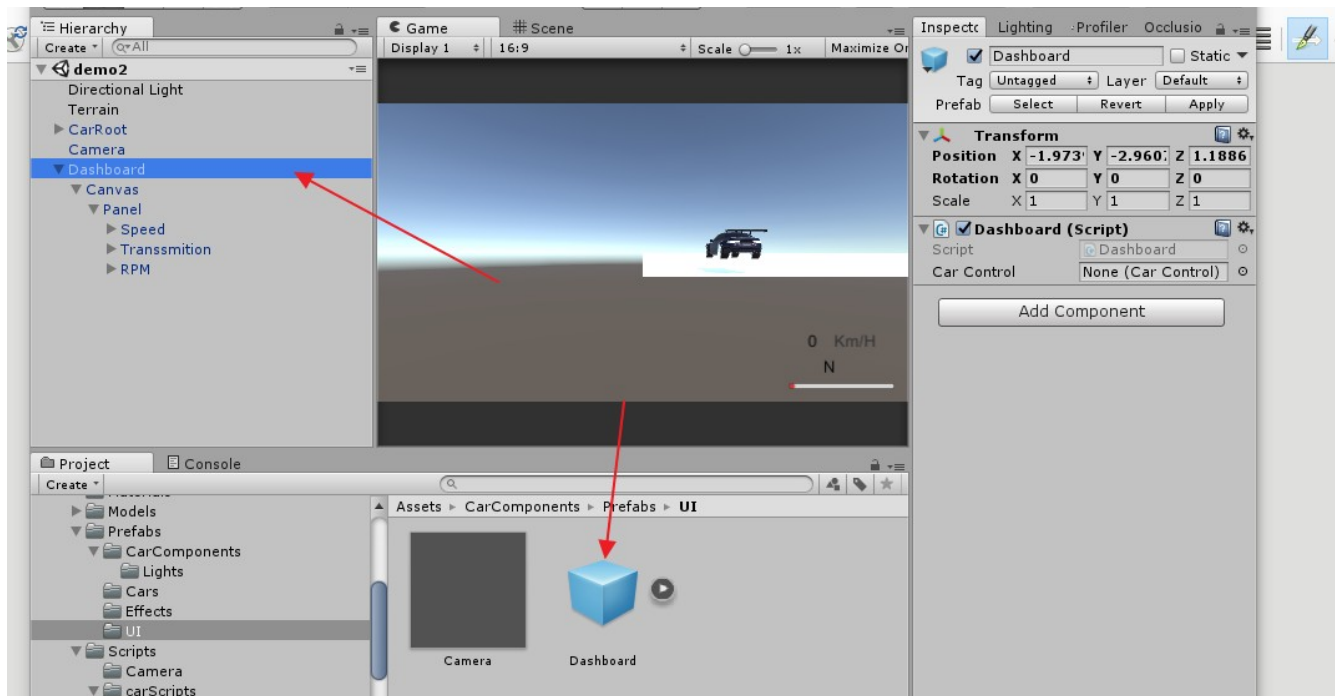 Hierarchy
Create All
demo2
Directional Light
Terrain
CarRoot
Camera
Dashboard
Canvas
Panel
Speed
Transsmition
RPM
Game Scene
Display 1 16:9 Scale 1x Maximize Or
0 Km/H
N
Inspecto Lighting Profiler Occlusio
Dashboard Static
Tag Untagged Layer Default
Prefab Select Revert Apply
Transform
Position X -1.973 Y -2.960 Z 1.1886
Rotation X 0 Y 0 Z 0
Scale X 1 Y 1 Z 1
Dashboard (Script)
Script Dashboard
Car Control None (Car Control)
Add Component
Project Console
Create
Models
Prefabs
CarComponents
Lights
Cars
Effects
UI
Scripts
Camera
carScripts
Assets CarComponents Prefabs UI
Camera Dashboard